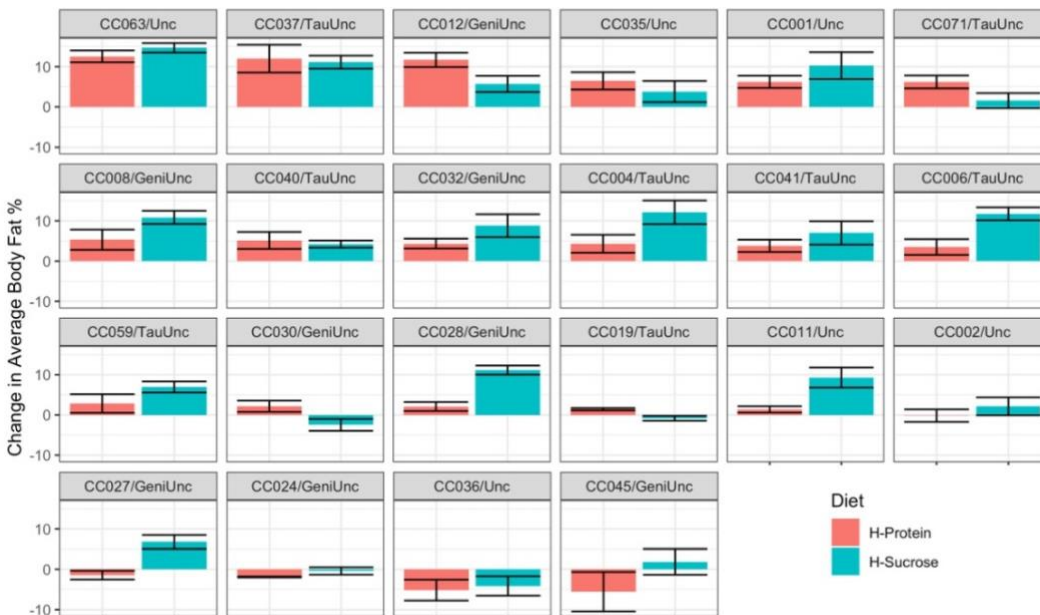 CC063/Unc CC037/TauUnc CC012/GeniUnc CC035/Unc CC001/Unc CC071/TauUnc
10
0
-10
CC008/GeniUnc CC040/TauUnc CC032/GeniUnc CC004/TauUnc CC041/TauUnc CC006/TauUnc
10
0
-10
CC059/TauUnc CC030/GeniUnc CC028/GeniUnc CC019/TauUnc CC011/Unc CC002/Unc
10
0
-10
CC027/GeniUnc CC024/GeniUnc CC036/Unc CC045/GeniUnc
10
0
-10
Change in Average Body Fat %
Diet
H-Protein
H-Sucrose